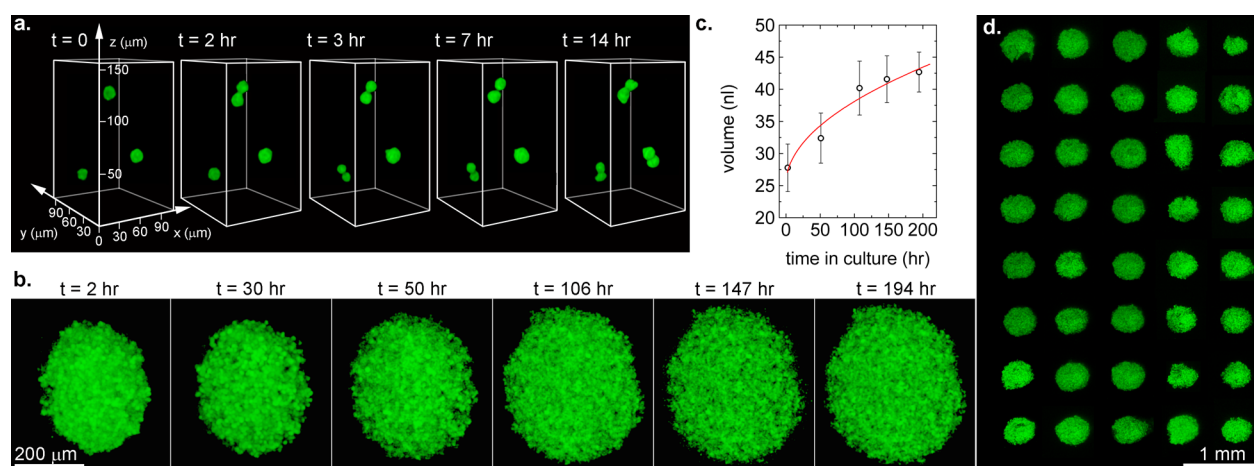 a.
t = 0
t = 2 hr
t = 3 hr
t = 7 hr
t = 14 hr
z (µm)
150
100
50
y (µm)
90
60
30
0
30
60
90
x (µm)
b.
t = 2 hr
t = 30 hr
t = 50 hr
t = 106 hr
t = 147 hr
t = 194 hr
200 µm
c.
volume (nl)
50
45
40
35
30
25
20
0
50
100
150
200
time in culture (hr)
d.
1 mm